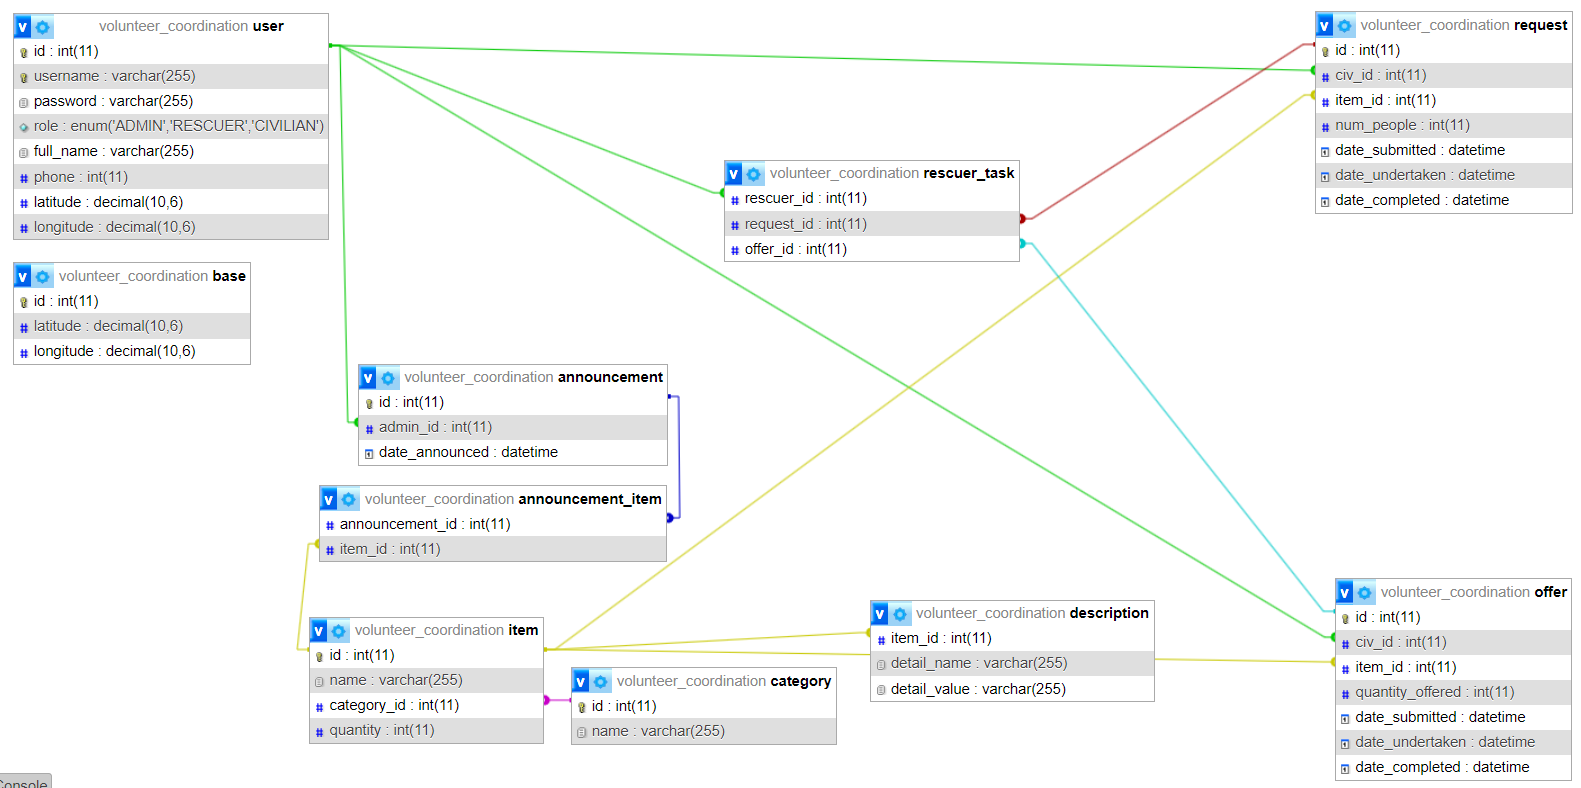 volunteer_coordination user
id : int(11)
username : varchar(255)
password : varchar(255)
role : enum('ADMIN','RESCUER','CIVILIAN')
full_name : varchar(255)
phone : int(11)
latitude : decimal(10,6)
longitude : decimal(10,6)
volunteer_coordination base
id : int(11)
latitude : decimal(10,6)
longitude : decimal(10,6)
volunteer_coordination request
id : int(11)
civ_id : int(11)
item_id : int(11)
num_people : int(11)
date_submitted : datetime
date_undertaken : datetime
date_completed : datetime
volunteer_coordination rescuer_task
rescuer_id : int(11)
request_id : int(11)
offer_id : int(11)
volunteer_coordination announcement
id : int(11)
admin_id : int(11)
date_announced : datetime
volunteer_coordination announcement_item
announcement_id : int(11)
item_id : int(11)
volunteer_coordination item
id : int(11)
name : varchar(255)
category_id : int(11)
quantity : int(11)
volunteer_coordination category
id : int(11)
name : varchar(255)
volunteer_coordination description
item_id : int(11)
detail_name : varchar(255)
detail_value : varchar(255)
volunteer_coordination offer
id : int(11)
civ_id : int(11)
item_id : int(11)
quantity_offered : int(11)
date_submitted : datetime
date_undertaken : datetime
date_completed : datetime
Console